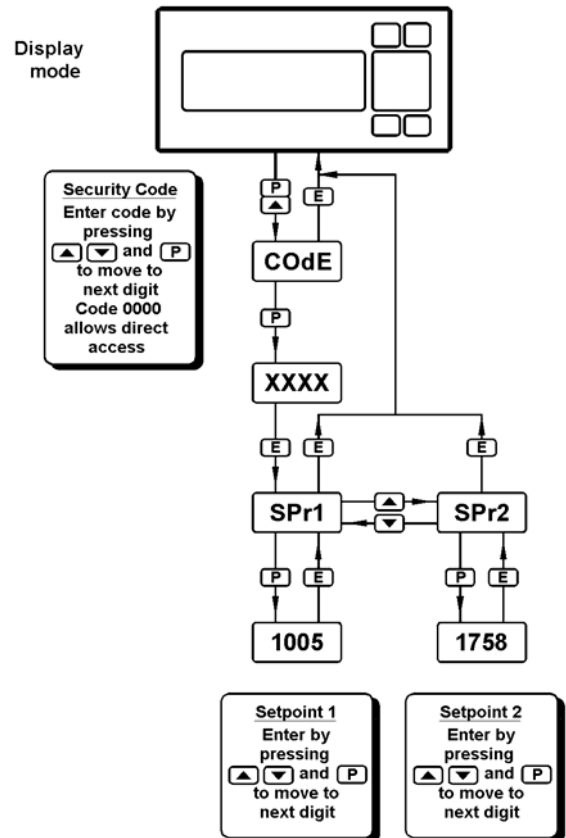 Display
mode
Security Code
Enter code by
pressing
▲ ▼ and P
to move to
next digit
Code 0000
allows direct
access
P
▲
E
COdE
P
XXXX
E
E
E
SPr1
▲
▼
SPr2
P
E
P
E
1005
1758
Setpoint 1
Enter by
pressing
▲ ▼ and P
to move to
next digit
Setpoint 2
Enter by
pressing
▲ ▼ and P
to move to
next digit